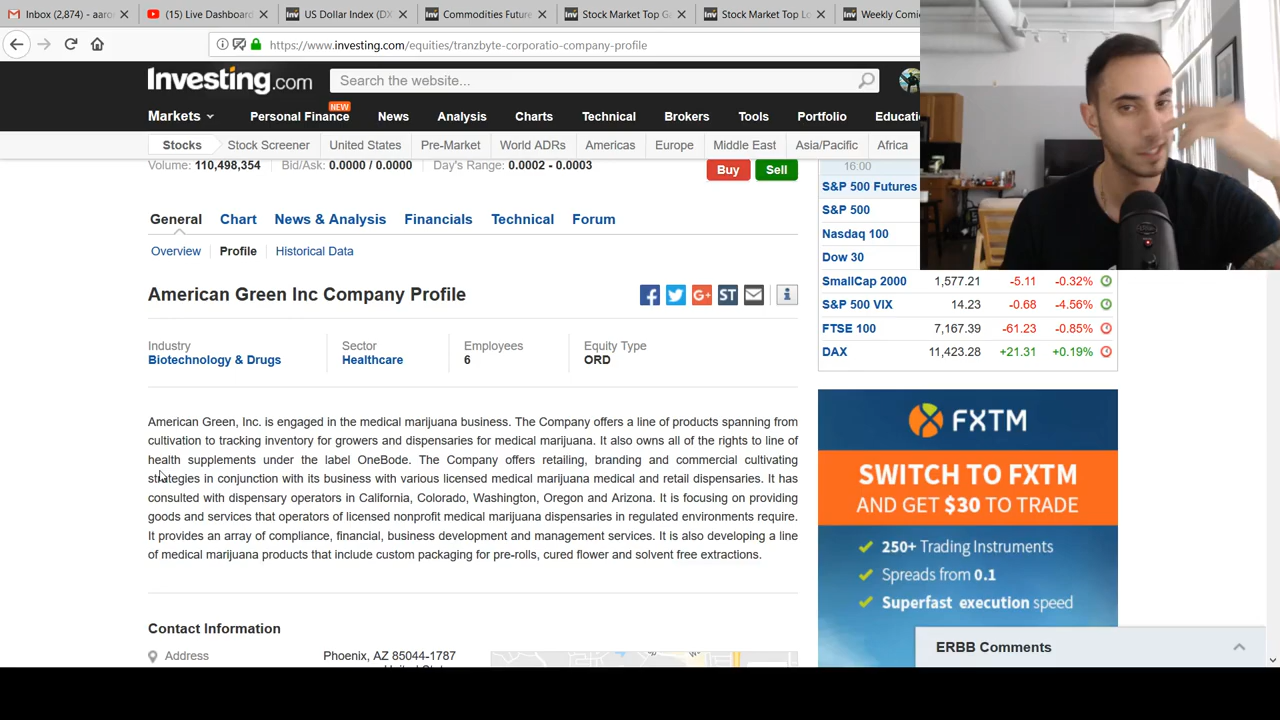 Inbox (2,874) - aaro
(15) Live Dashboard
US Dollar Index (DX
Commodities Future
Stock Market Top G
Stock Market Top Lo
Weekly Comi
https://www.investing.com/equities/tranzbyte-corporatio-company-profile
Investing.com
Search the website...
NEW
Markets
Personal Finance
News
Analysis
Charts
Technical
Brokers
Tools
Portfolio
Educati
Stocks
Stock Screener
United States
Pre-Market
World ADRs
Americas
Europe
Middle East
Asia/Pacific
Africa
Volume: 110,498,354
Bid/Ask: 0.0000 / 0.0000
Day's Range: 0.0002 - 0.0003
Buy
Sell
General
Chart
News & Analysis
Financials
Technical
Forum
Overview
Profile
Historical Data
American Green Inc Company Profile
ST
Industry
Biotechnology & Drugs
Sector
Healthcare
Employees
6
Equity Type
ORD
American Green, Inc. is engaged in the medical marijuana business. The Company offers a line of products spanning from
cultivation to tracking inventory for growers and dispensaries for medical marijuana. It also owns all of the rights to line of
health supplements under the label OneBode. The Company offers retailing, branding and commercial cultivating
strategies in conjunction with its business with various licensed medical marijuana medical and retail dispensaries. It has
consulted with dispensary operators in California, Colorado, Washington, Oregon and Arizona. It is focusing on providing
goods and services that operators of licensed nonprofit medical marijuana dispensaries in regulated environments require.
It provides an array of compliance, financial, business development and management services. It is also developing a line
of medical marijuana products that include custom packaging for pre-rolls, cured flower and solvent free extractions.
Contact Information
Address
Phoenix, AZ 85044-1787
16:00
S&P 500 Futures
S&P 500
Nasdaq 100
Dow 30
SmallCap 2000 1,577.21 -5.11 -0.32%
S&P 500 VIX 14.23 -0.68 -4.56%
FTSE 100 7,167.39 -61.23 -0.85%
DAX 11,423.28 +21.31 +0.19%
FXTM
SWITCH TO FXTM
AND GET $30 TO TRADE
250+ Trading Instruments
Spreads from 0.1
Superfast execution speed
ERBB Comments